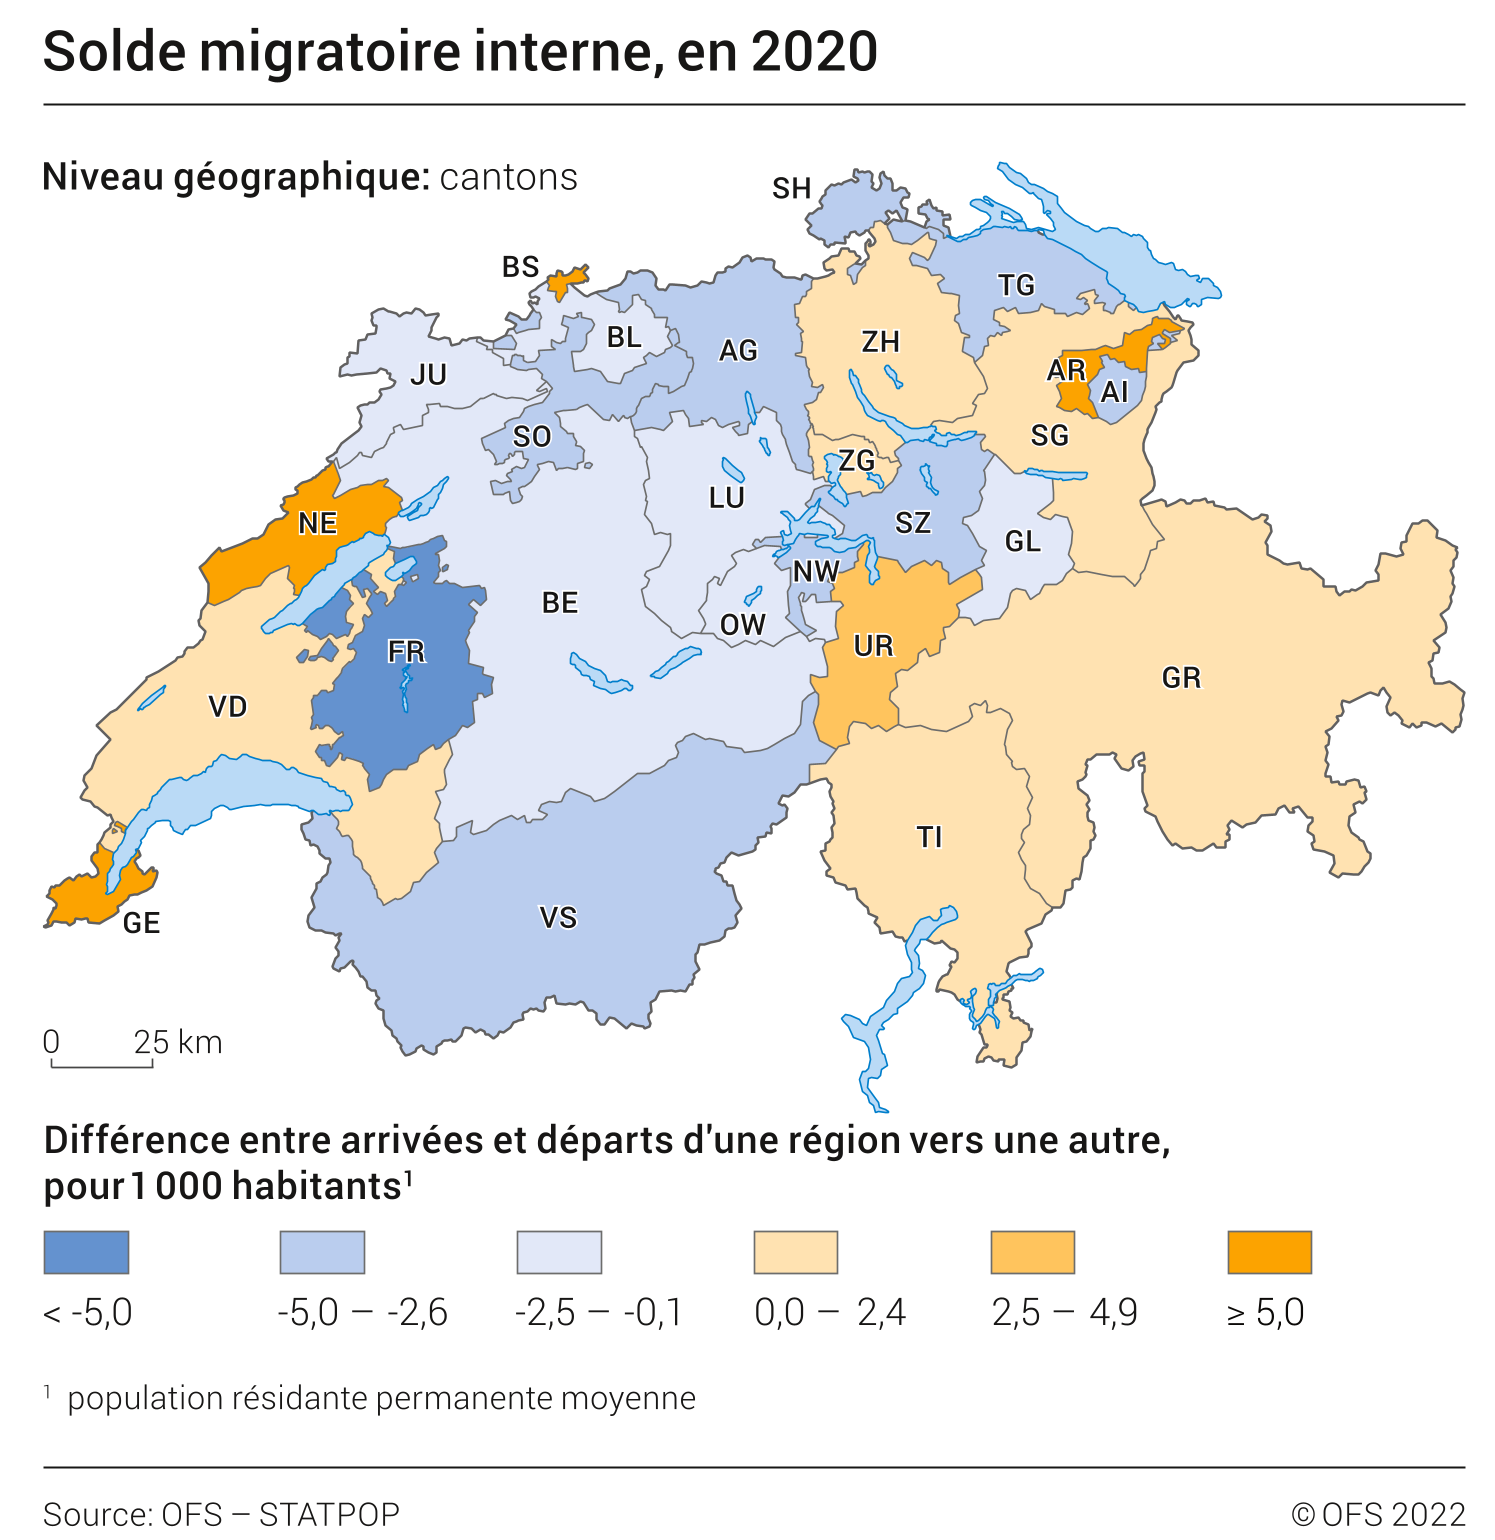 Solde migratoire interne, en 2020
Niveau géographique: cantons
SH
BS
TG
BL
ZH
AG
JU
AR
AI
SO
SG
ZG
LU
NE
SZ
GL
NW
BE
OW
UR
FR
GR
VD
TI
VS
GE
0 25 km
Différence entre arrivées et départs d'une région vers une autre,
pour 1 000 habitants¹
< -5,0 -5,0 – -2,6 -2,5 – -0,1 0,0 – 2,4 2,5 – 4,9 ≥ 5,0
¹ population résidante permanente moyenne
Source: OFS – STATPOP © OFS 2022